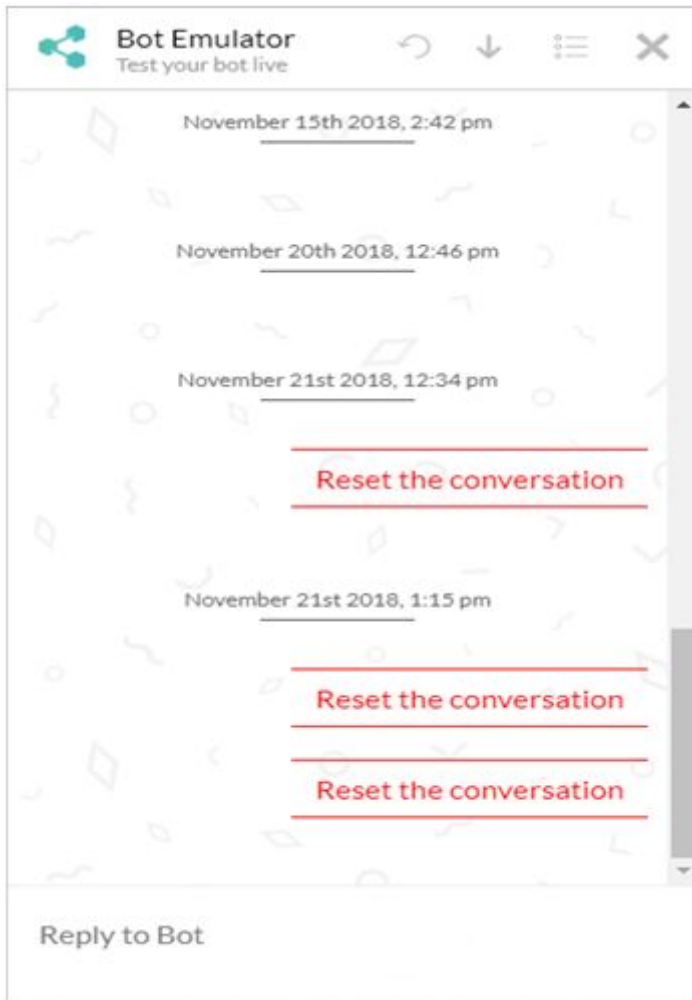 Bot Emulator
Test your bot live
November 15th 2018, 2:42 pm
November 20th 2018, 12:46 pm
November 21st 2018, 12:34 pm
Reset the conversation
November 21st 2018, 1:15 pm
Reset the conversation
Reset the conversation
Reply to Bot